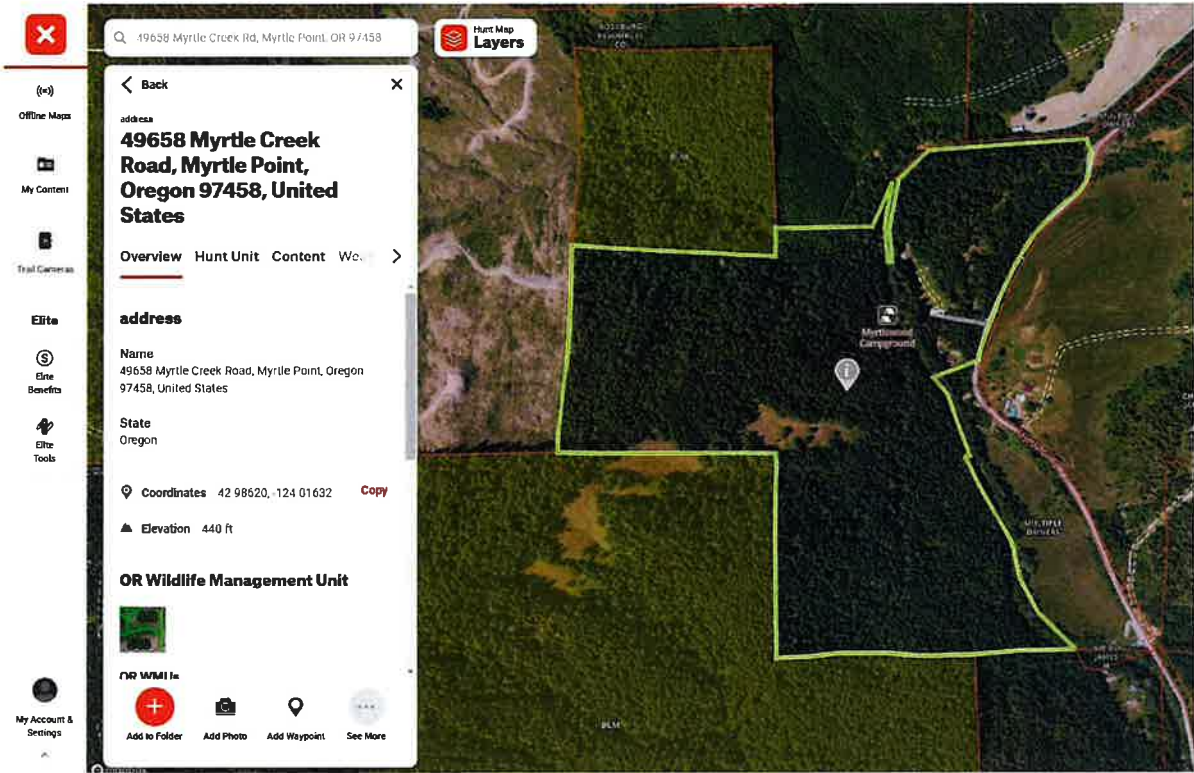 49658 Myrtle Creek Rd, Myrtle Point, OR 97458
Hunt Map
Layers
Offline Maps
My Content
Trail Cameras
Elite
Elite
Benefits
Elite
Tools
My Account &
Settings
Back
address
49658 Myrtle Creek
Road, Myrtle Point,
Oregon 97458, United
States
Overview Hunt Unit Content
address
Name
49658 Myrtle Creek Road, Myrtle Point, Oregon
97458, United States
State
Oregon
Coordinates 42 98620, -124 01632 Copy
Elevation 440 ft
OR Wildlife Management Unit
OR WMUs
Add to Folder Add Photo Add Waypoint See More
BLM
Myrtlewood
Campground
MULTIPLE
OWNERS
BLM